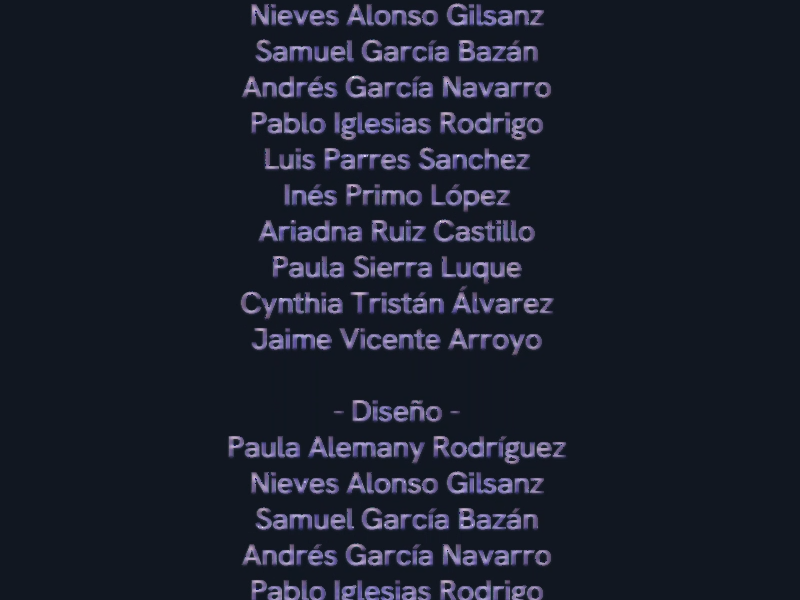 Nieves Alonso Gilsanz
Samuel García Bazán
Andrés García Navarro
Pablo Iglesias Rodrigo
Luis Parres Sanchez
Inés Primo López
Ariadna Ruiz Castillo
Paula Sierra Luque
Cynthia Tristán Álvarez
Jaime Vicente Arroyo
- Diseño -
Paula Alemany Rodríguez
Nieves Alonso Gilsanz
Samuel García Bazán
Andrés García Navarro
Pablo Iglesias Rodrigo